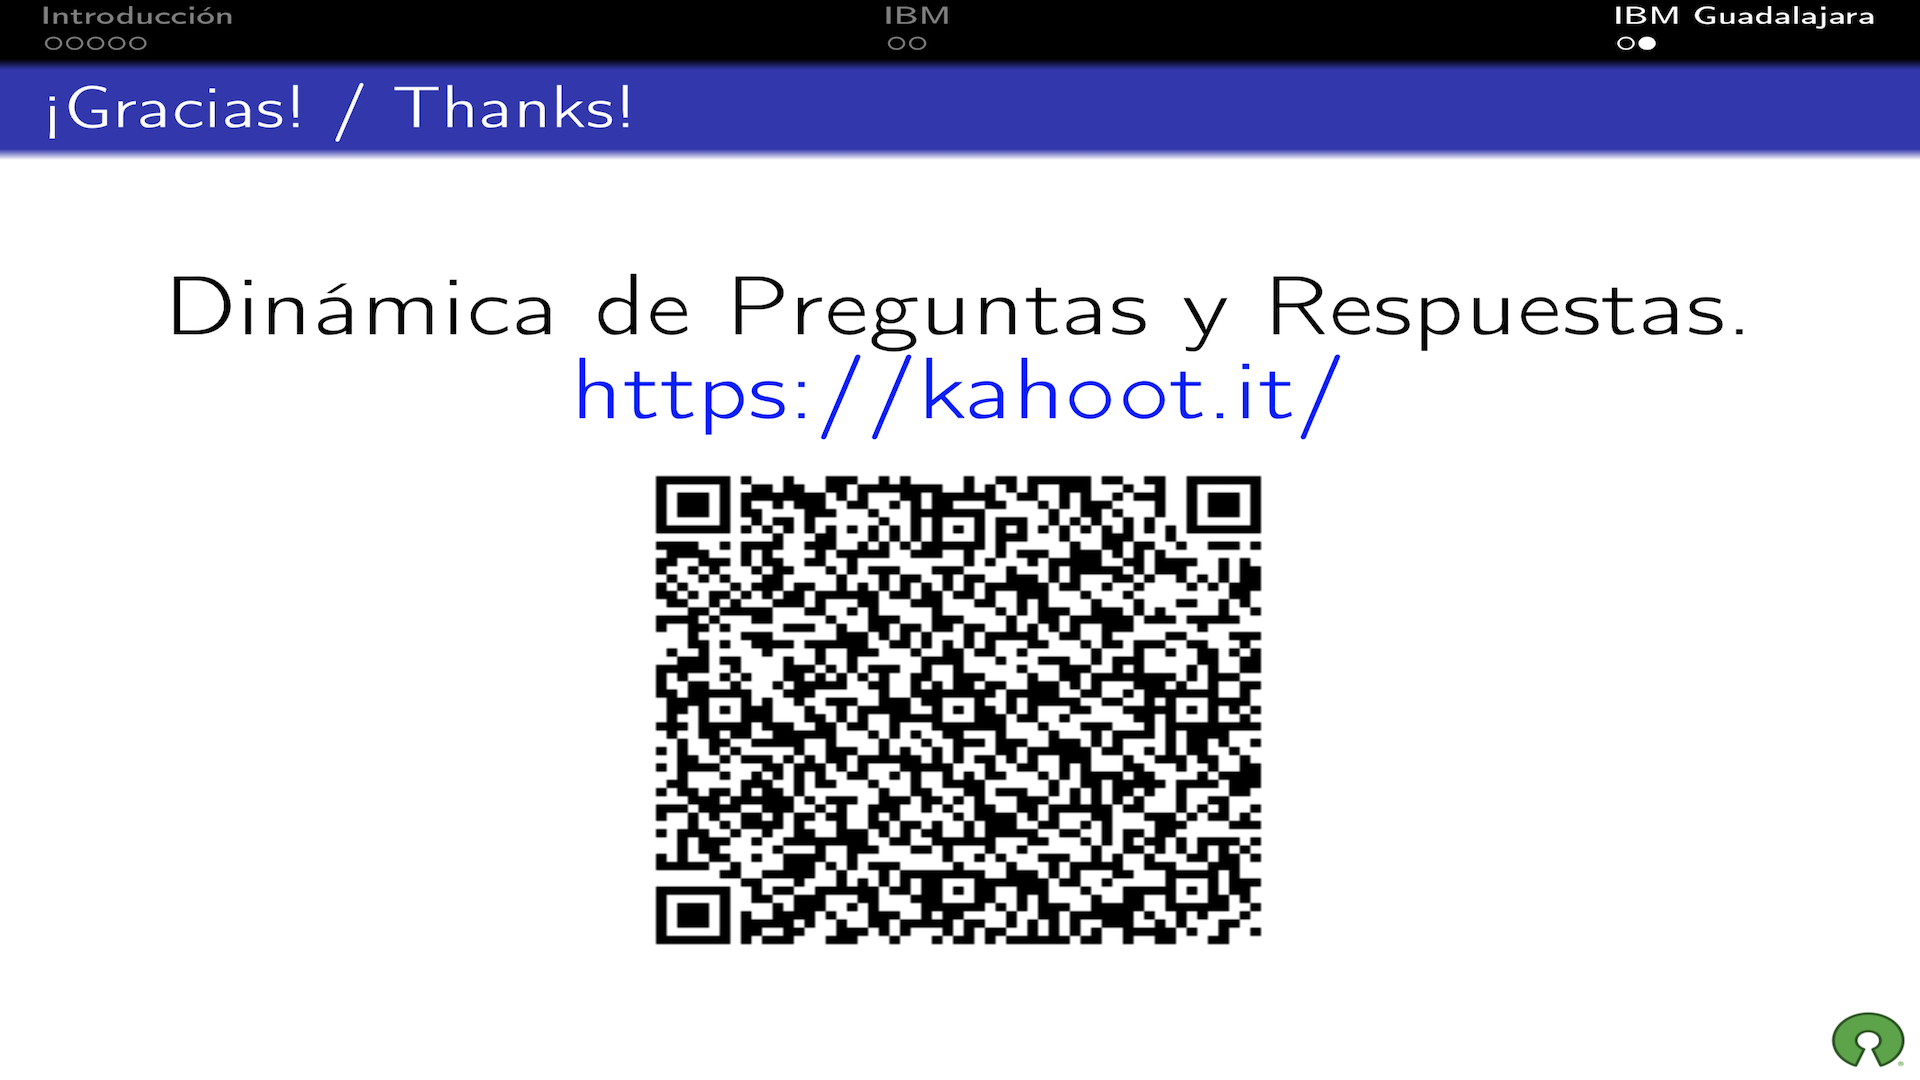 Introducción
IBM
IBM Guadalajara
¡Gracias! / Thanks!
Dinámica de Preguntas y Respuestas.
https://kahoot.it/